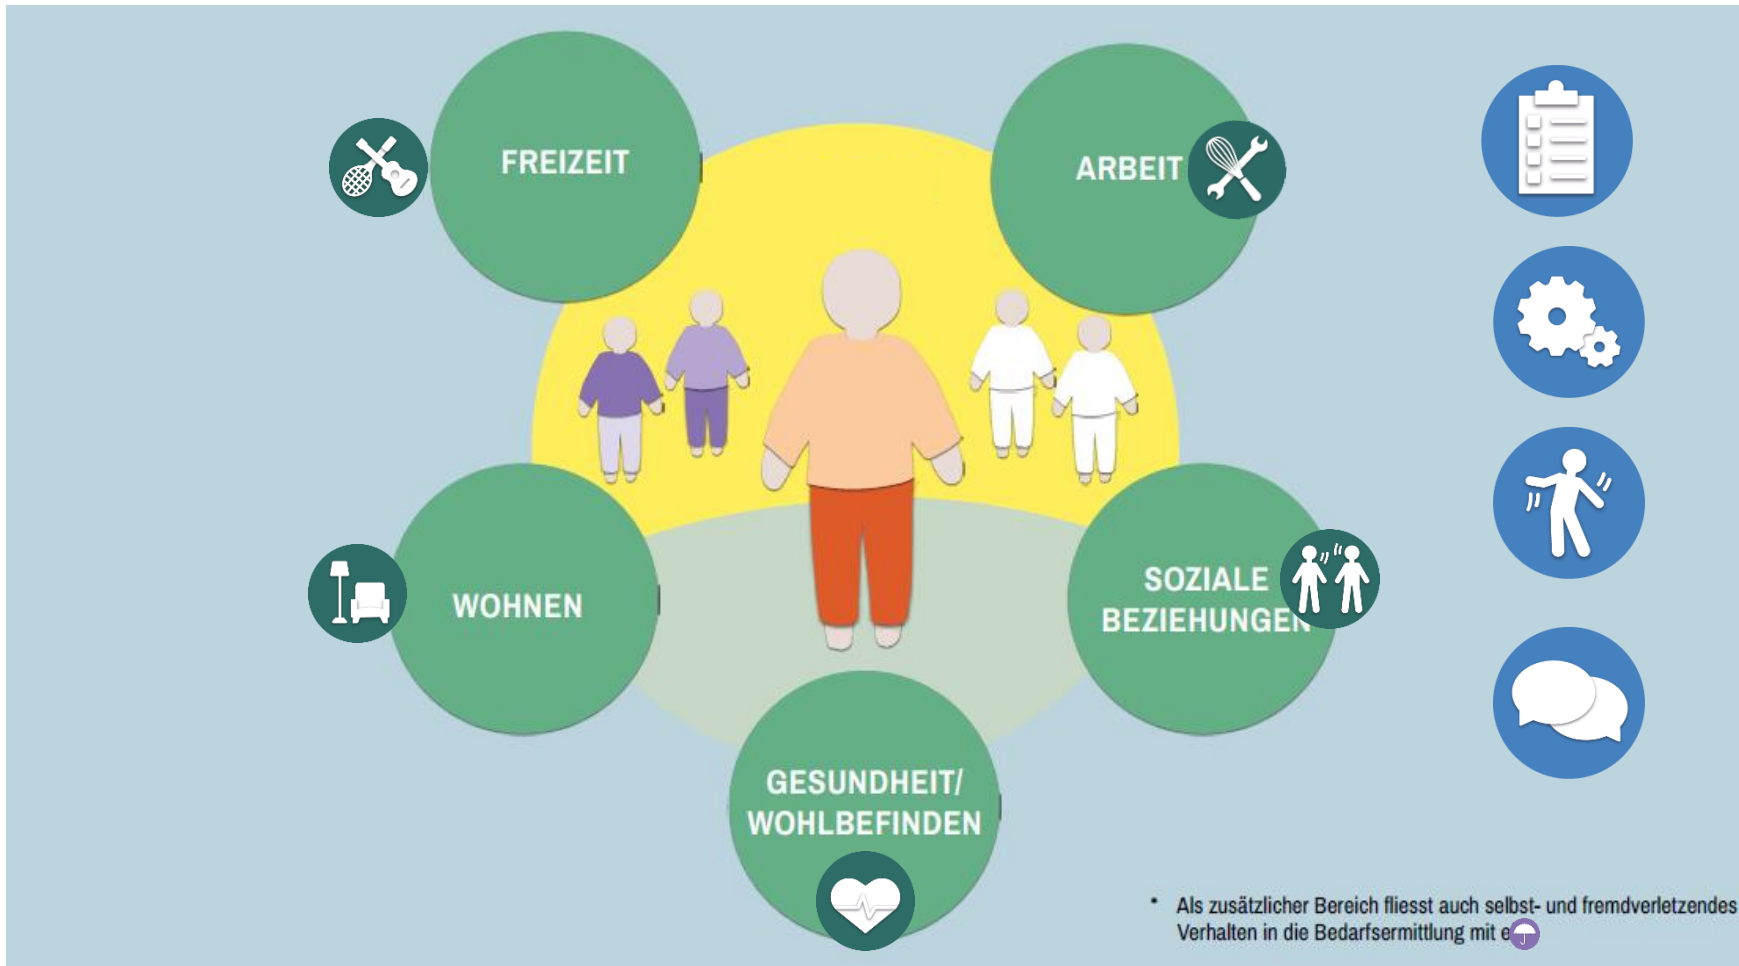 FREIZEIT
ARBEIT
WOHNEN
SOZIALE
BEZIEHUNGEN
GESUNDHEIT/
WOHLBEFINDEN
* Als zusätzlicher Bereich fliesst auch selbst- und fremdverletzendes
Verhalten in die Bedarfsermittlung mit